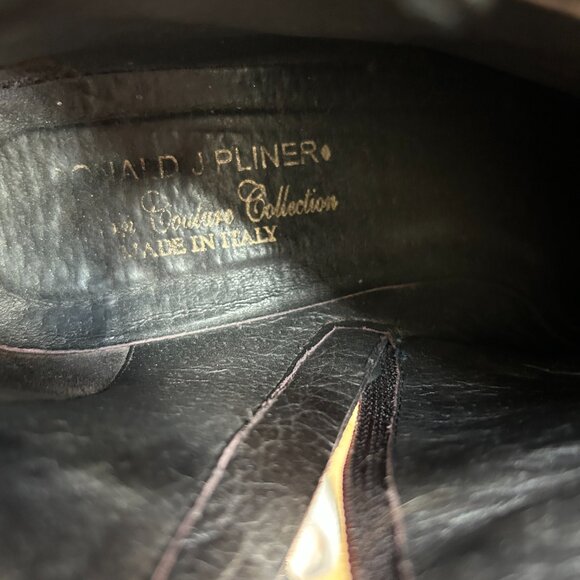 ONALD J PLINER
Couture Collection
MADE IN ITALY